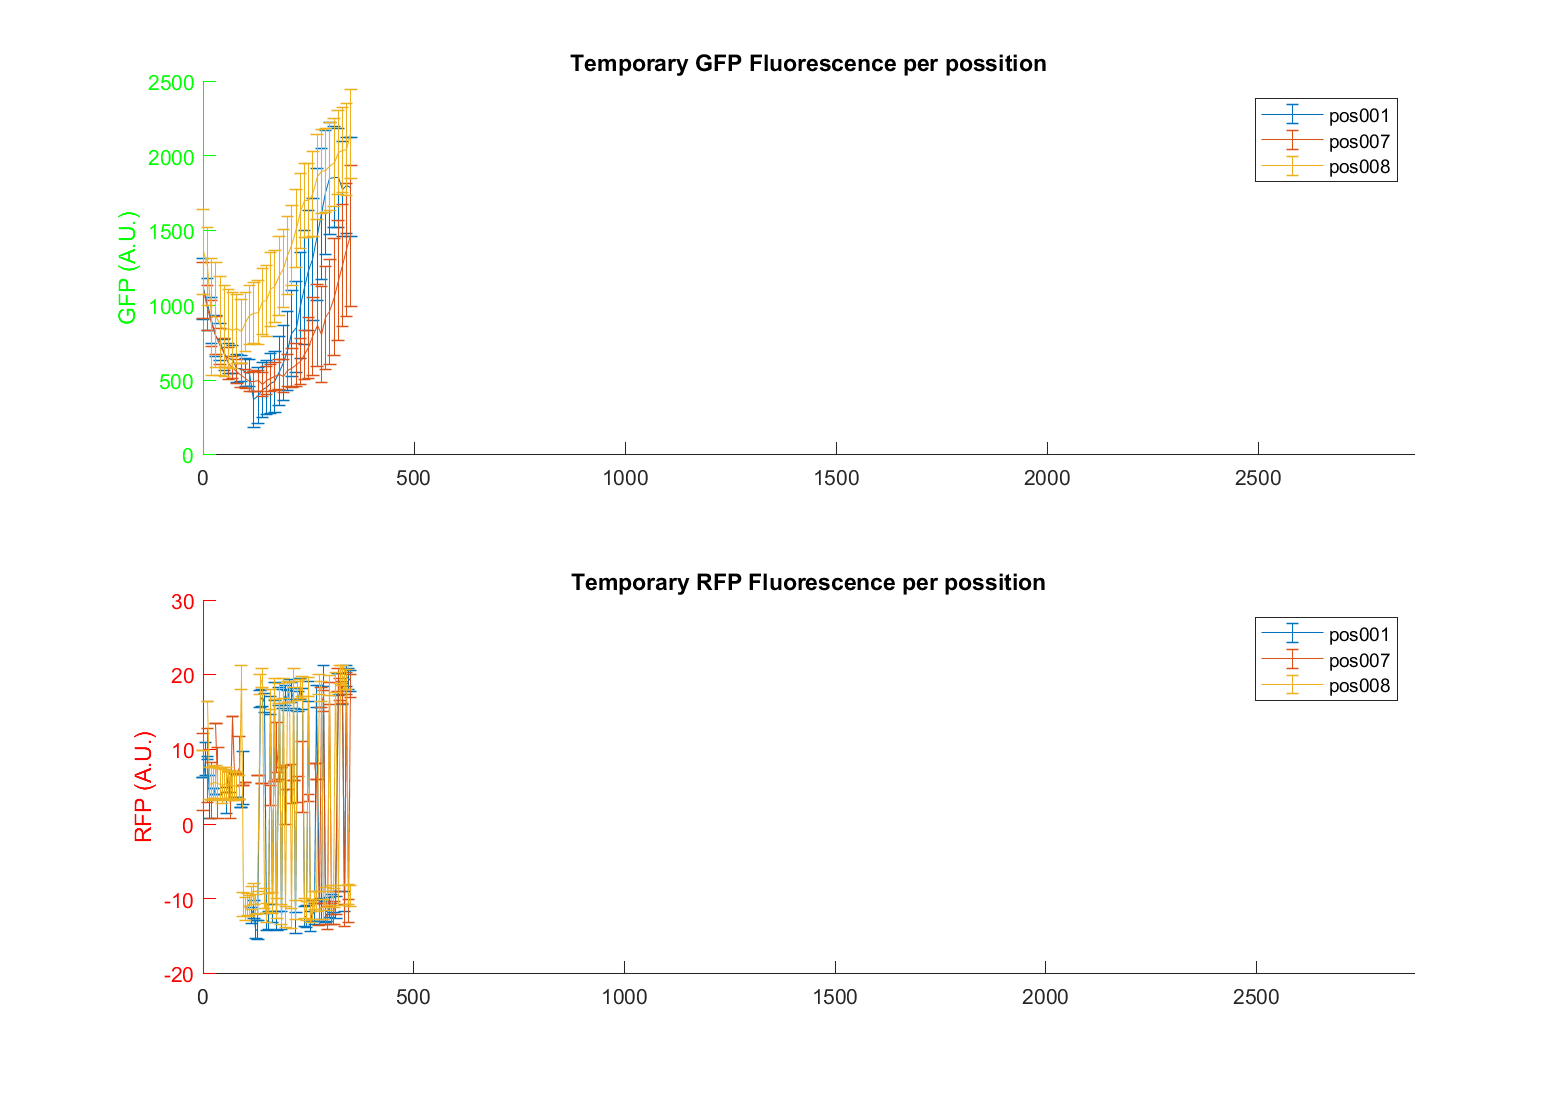 Temporary GFP Fluorescence per possition
2500
2000
1500
1000
500
0
GFP (A.U.)
pos001
pos007
pos008
0 500 1000 1500 2000 2500
Temporary RFP Fluorescence per possition
30
20
10
0
-10
-20
RFP (A.U.)
pos001
pos007
pos008
0 500 1000 1500 2000 2500